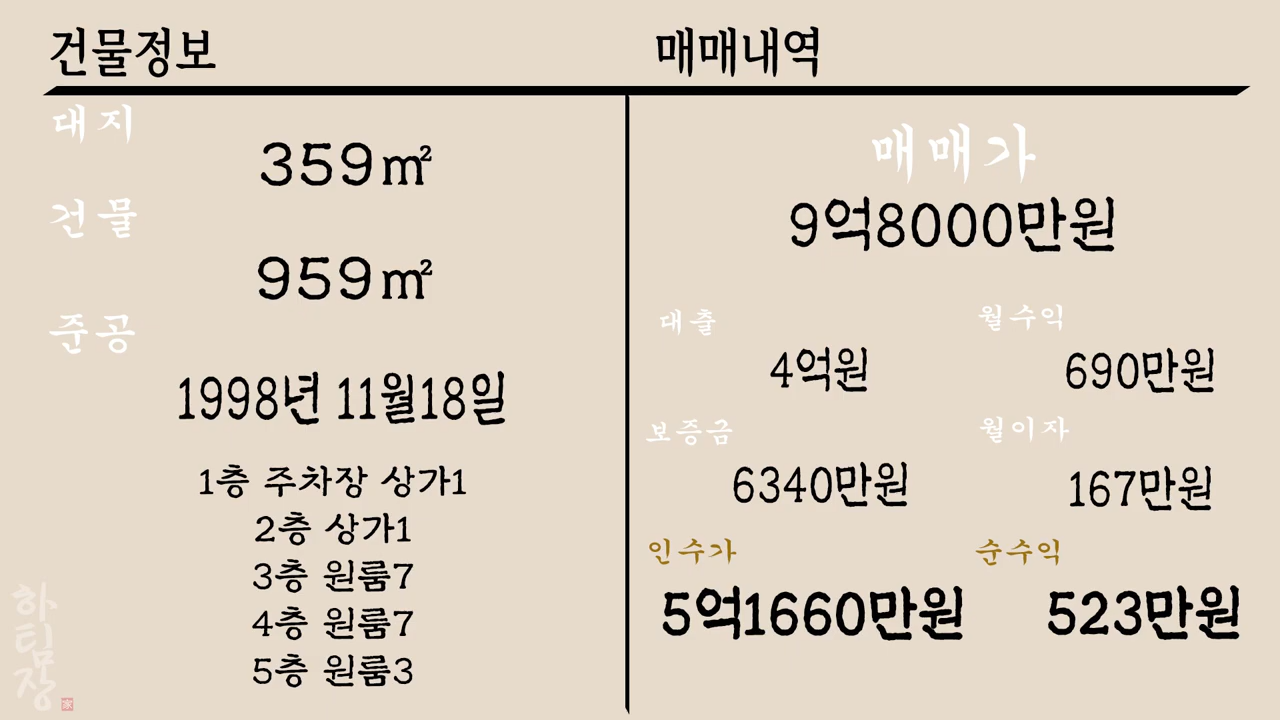 건물정보
대지
359㎡
건물
959㎡
준공
1998년 11월18일
1층 주차장 상가1
2층 상가1
3층 원룸7
4층 원룸7
5층 원룸3
하팀장
매매내역
매매가
9억8000만원
대출
4억원
월수익
690만원
보증금
6340만원
월이자
167만원
인수가
5억1660만원
순수익
523만원